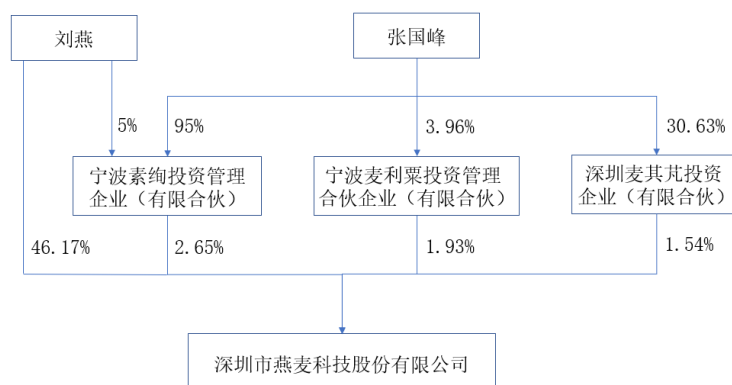 刘燕
张国峰
5%
95%
3.96%
30.63%
宁波素绚投资管理
企业（有限合伙）
宁波麦利粟投资管理
合伙企业（有限合伙）
深圳麦其芃投资
企业（有限合伙）
46.17%
2.65%
1.93%
1.54%
深圳市燕麦科技股份有限公司